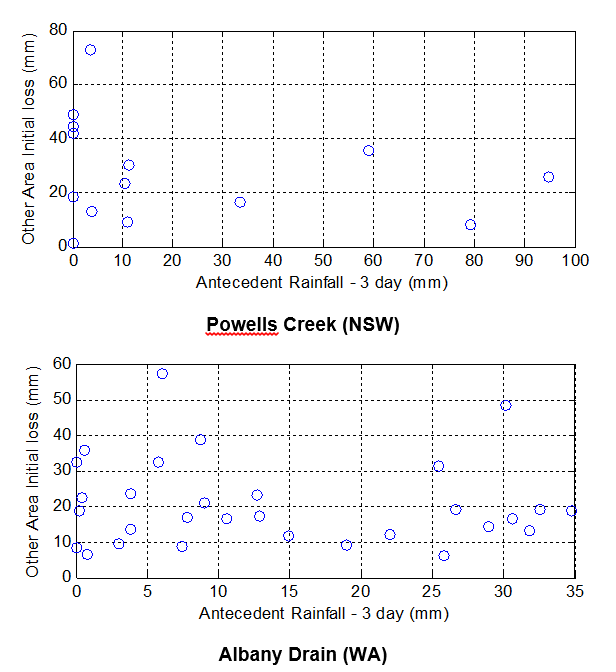 80
60
40
20
0
Other Area Initial loss (mm)
0 10 20 30 40 50 60 70 80 90 100
Antecedent Rainfall - 3 day (mm)
Powells Creek (NSW)
60
50
40
30
20
10
0
Other Area Initial loss (mm)
0 5 10 15 20 25 30 35
Antecedent Rainfall - 3 day (mm)
Albany Drain (WA)